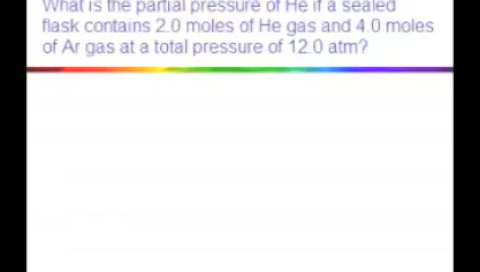 What is the partial pressure of He if a sealed
flask contains 2.0 moles of He gas and 4.0 moles
of Ar gas at a total pressure of 12.0 atm?